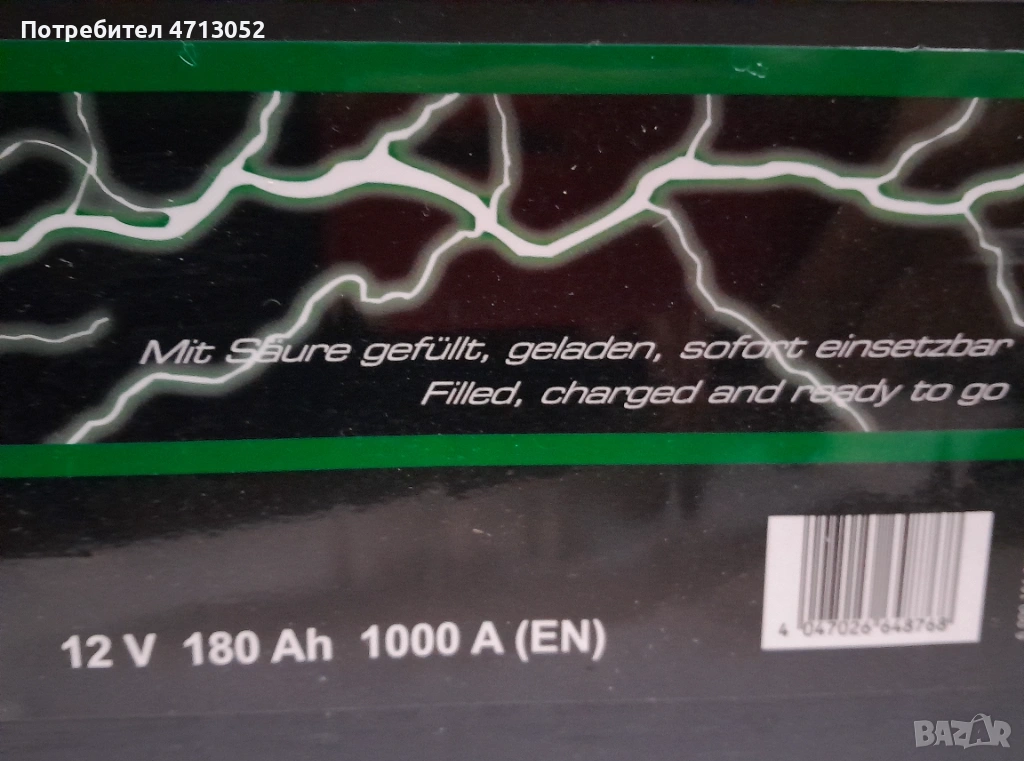 Потребител 4713052
Mit Säure gefüllt, geladen, sofort einsetzbar
Filled, charged and ready to go
12 V 180 Ah 1000 A (EN)
4 047026 648768
BAZAR